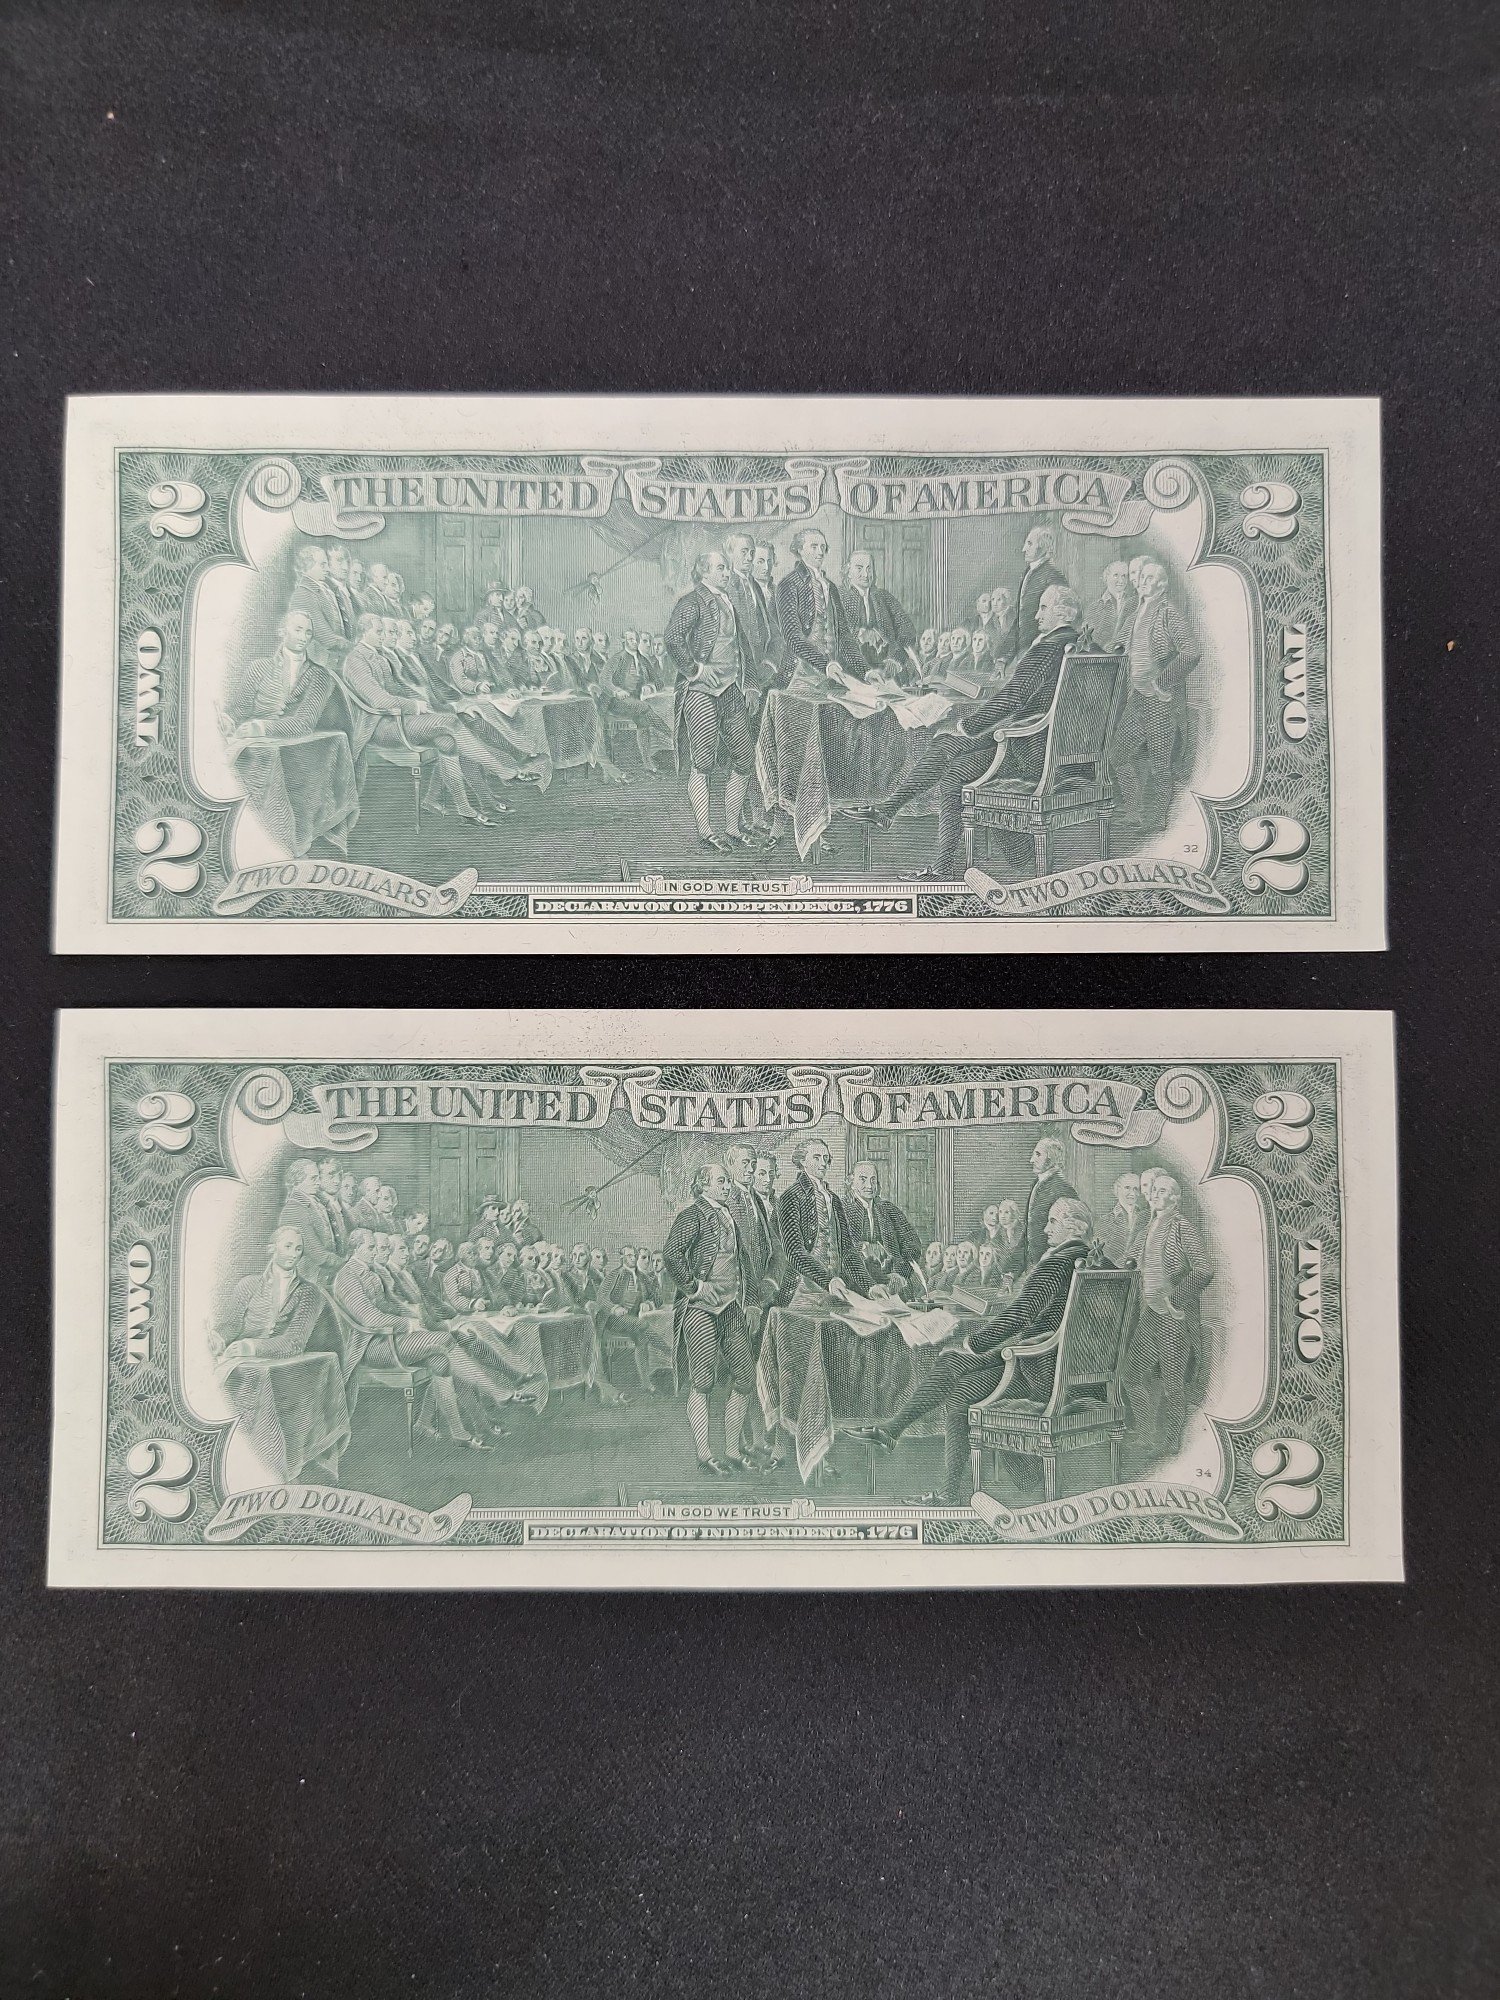 2 THE UNITED STATES OF AMERICA 2
TWO TWO
32
2 TWO DOLLARS IN GOD WE TRUST TWO DOLLARS 2
DECLARATION OF INDEPENDENCE, 1776
2 THE UNITED STATES OF AMERICA 2
TWO TWO
34
2 TWO DOLLARS IN GOD WE TRUST TWO DOLLARS 2
DECLARATION OF INDEPENDENCE, 1776